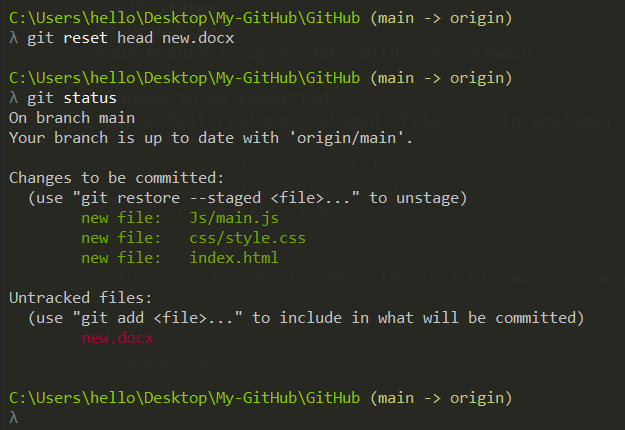 C:\Users\hello\Desktop\My-GitHub\GitHub (main -> origin)
λ git reset head new.docx
C:\Users\hello\Desktop\My-GitHub\GitHub (main -> origin)
λ git status
On branch main
Your branch is up to date with 'origin/main'.
Changes to be committed:
(use "git restore --staged <file>..." to unstage)
new file:   Js/main.js
new file:   css/style.css
new file:   index.html
Untracked files:
(use "git add <file>..." to include in what will be committed)
new.docx
C:\Users\hello\Desktop\My-GitHub\GitHub (main -> origin)
λ